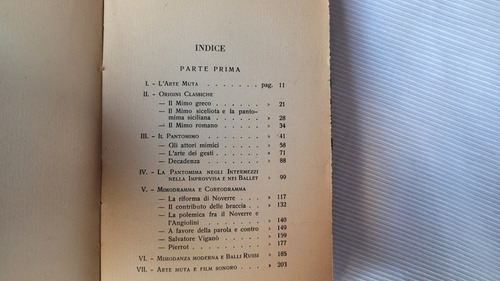 INDICE
PARTE PRIMA
I. - L'Arte Muta . . . . . . . pag. 11
II. - Origini Classiche
— Il Mimo greco . . . . . . » 21
— Il Mimo siceliota e la panto-
mima siciliana . . . . . . » 28
— Il Mimo romano . . . . . » 34
III. - Il Pantomimo . . . . . . » 41
— Gli attori mimici . . . . . » 58
— L'arte dei gesti . . . . . . » 71
— Decadenza . . . . . . . » 88
IV. - La Pantomima negli Intermezzi
nella Improvvisa e nei Ballet » 99
V. - Mimodramma e Coreodramma
— La riforma di Noverre . . . » 117
— Il contributo delle braccia . . » 132
— La polemica fra il Noverre e
l'Angiolini . . . . . . . » 140
— A favore della parola e contro » 149
— Salvatore Viganò . . . . . » 159
— Pierrot . . . . . . . . » 177
VI. - Mimodanza moderna e Balli Russi » 185
VII. - Arte muta e film sonoro . . . » 203